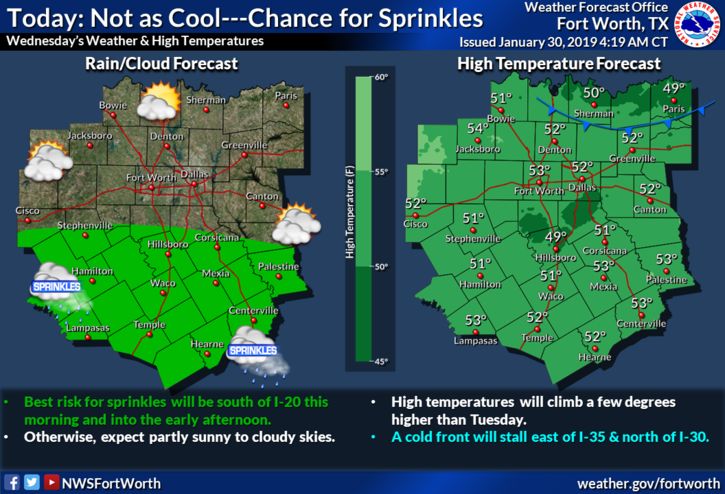 Today: Not as Cool---Chance for Sprinkles
Wednesday's Weather & High Temperatures
Weather Forecast Office
Fort Worth, TX
Issued January 30, 2019 4:19 AM CT
Rain/Cloud Forecast
Bowie
Sherman
Paris
Jacksboro
Denton
Greenville
Fort Worth
Dallas
Canton
Cisco
Stephenville
Hillsboro
Corsicana
Hamilton
Waco
Mexia
Palestine
SPRINKLES
Lampasas
Temple
Centerville
Hearne
SPRINKLES
High Temperature (F)
60°
55°
50°
45°
High Temperature Forecast
51°
Bowie
50°
Sherman
49°
Paris
54°
Jacksboro
52°
Denton
52°
Greenville
53°
Fort Worth
52°
Dallas
52°
Canton
52°
Cisco
51°
Stephenville
49°
Hillsboro
51°
Corsicana
51°
Hamilton
51°
Waco
53°
Mexia
53°
Palestine
53°
Lampasas
52°
Temple
53°
Centerville
52°
Hearne
• Best risk for sprinkles will be south of I-20 this
morning and into the early afternoon.
• Otherwise, expect partly sunny to cloudy skies.
• High temperatures will climb a few degrees
higher than Tuesday.
• A cold front will stall east of I-35 & north of I-30.
NWSFortWorth
weather.gov/fortworth